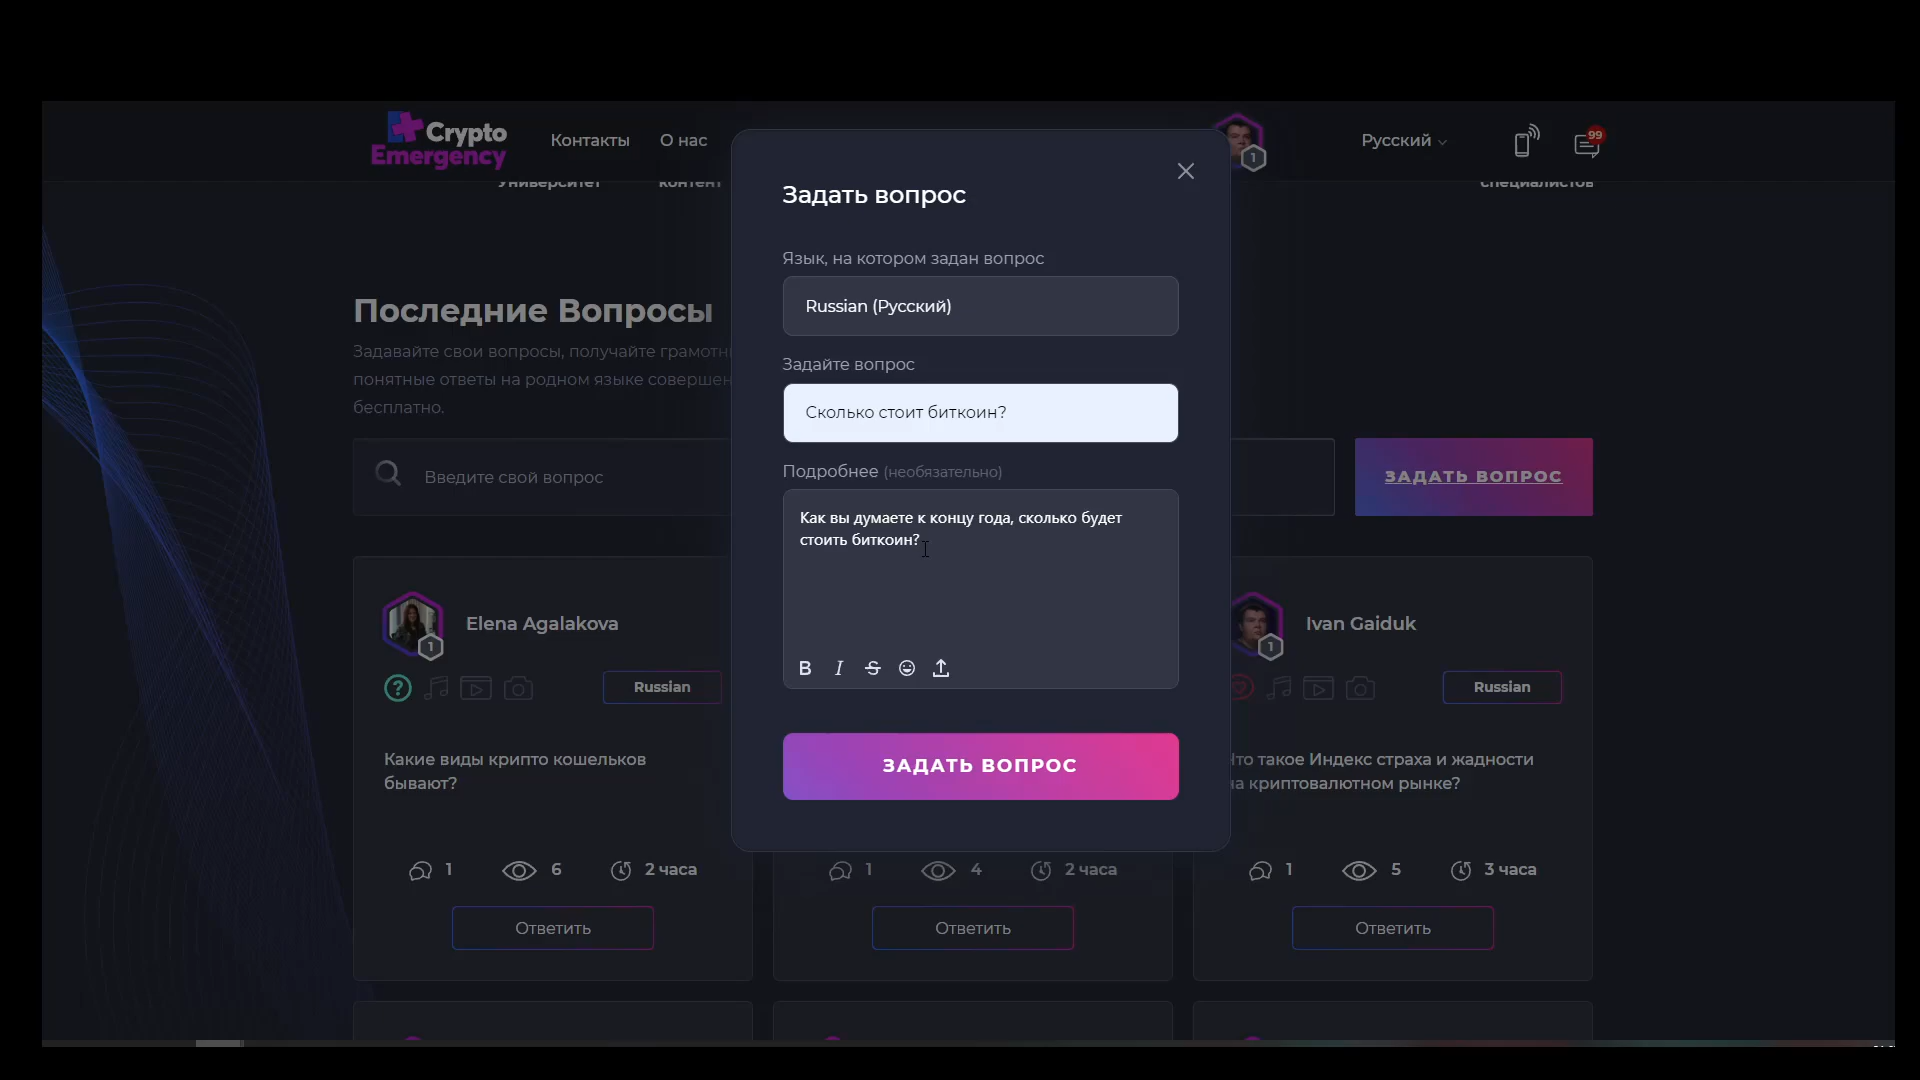 Crypto
Emergency
Контакты
О нас
1
Русский
99
Университет
контент
специалистов
Задать вопрос
Язык, на котором задан вопрос
Russian (Русский)
Задайте вопрос
Сколько стоит биткоин?
Подробнее (необязательно)
Как вы думаете к концу года, сколько будет
стоить биткоин?
B I S
ЗАДАТЬ ВОПРОС
Последние Вопросы
Задавайте свои вопросы, получайте
понятные ответы на родном языке
бесплатно.
Введите свой вопрос
ЗАДАТЬ ВОПРОС
Elena Agalakova
1
Russian
Какие виды крипто кошельков
бывают?
1 6 2 часа
Ответить
1 4 2 часа
Ответить
Ivan Gaiduk
1
Russian
Что такое Индекс страха и жадности
на криптовалютном рынке?
1 5 3 часа
Ответить